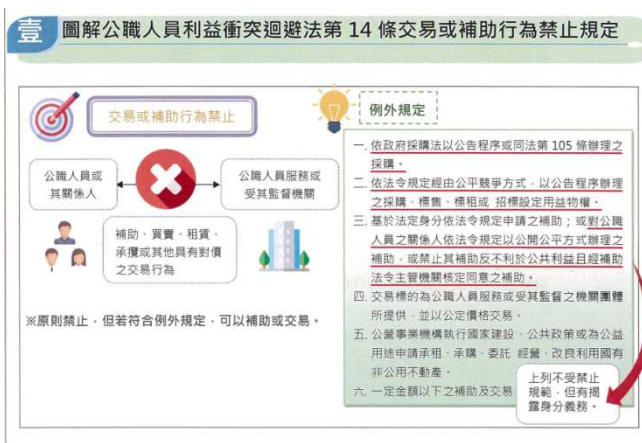 壹 圖解公職人員利益衝突迴避法第 14 條交易或補助行為禁止規定
交易或補助行為禁止
公職人員或
其關係人
公職人員服務或
受其監督機關
補助、買賣、租賃、
承攬或其他具有對價
之交易行為
※原則禁止，但若符合例外規定，可以補助或交易。
例外規定
一. 依政府採購法以公告程序或同法第 105 條辦理之
採購。
二. 依法令規定經由公平競爭方式，以公告程序辦理
之採購、標售、標租或 招標設定用益物權。
三. 基於法定身分依法令規定申請之補助；或對公職
人員之關係人依法令規定以公開公平方式辦理之
補助，或禁止其補助反不利於公共利益且經補助
法令主管機關核定同意之補助。
四. 交易標的為公職人員服務或受其監督之機關團體
所提供，並以公定價格交易。
五. 公營事業機構執行國家建設、公共政策或為公益
用途申請承租、承購、委託 經營、改良利用國有
非公用不動產。
六. 一定金額以下之補助及交易
上列不受禁止
規範，但有揭
露身分義務。